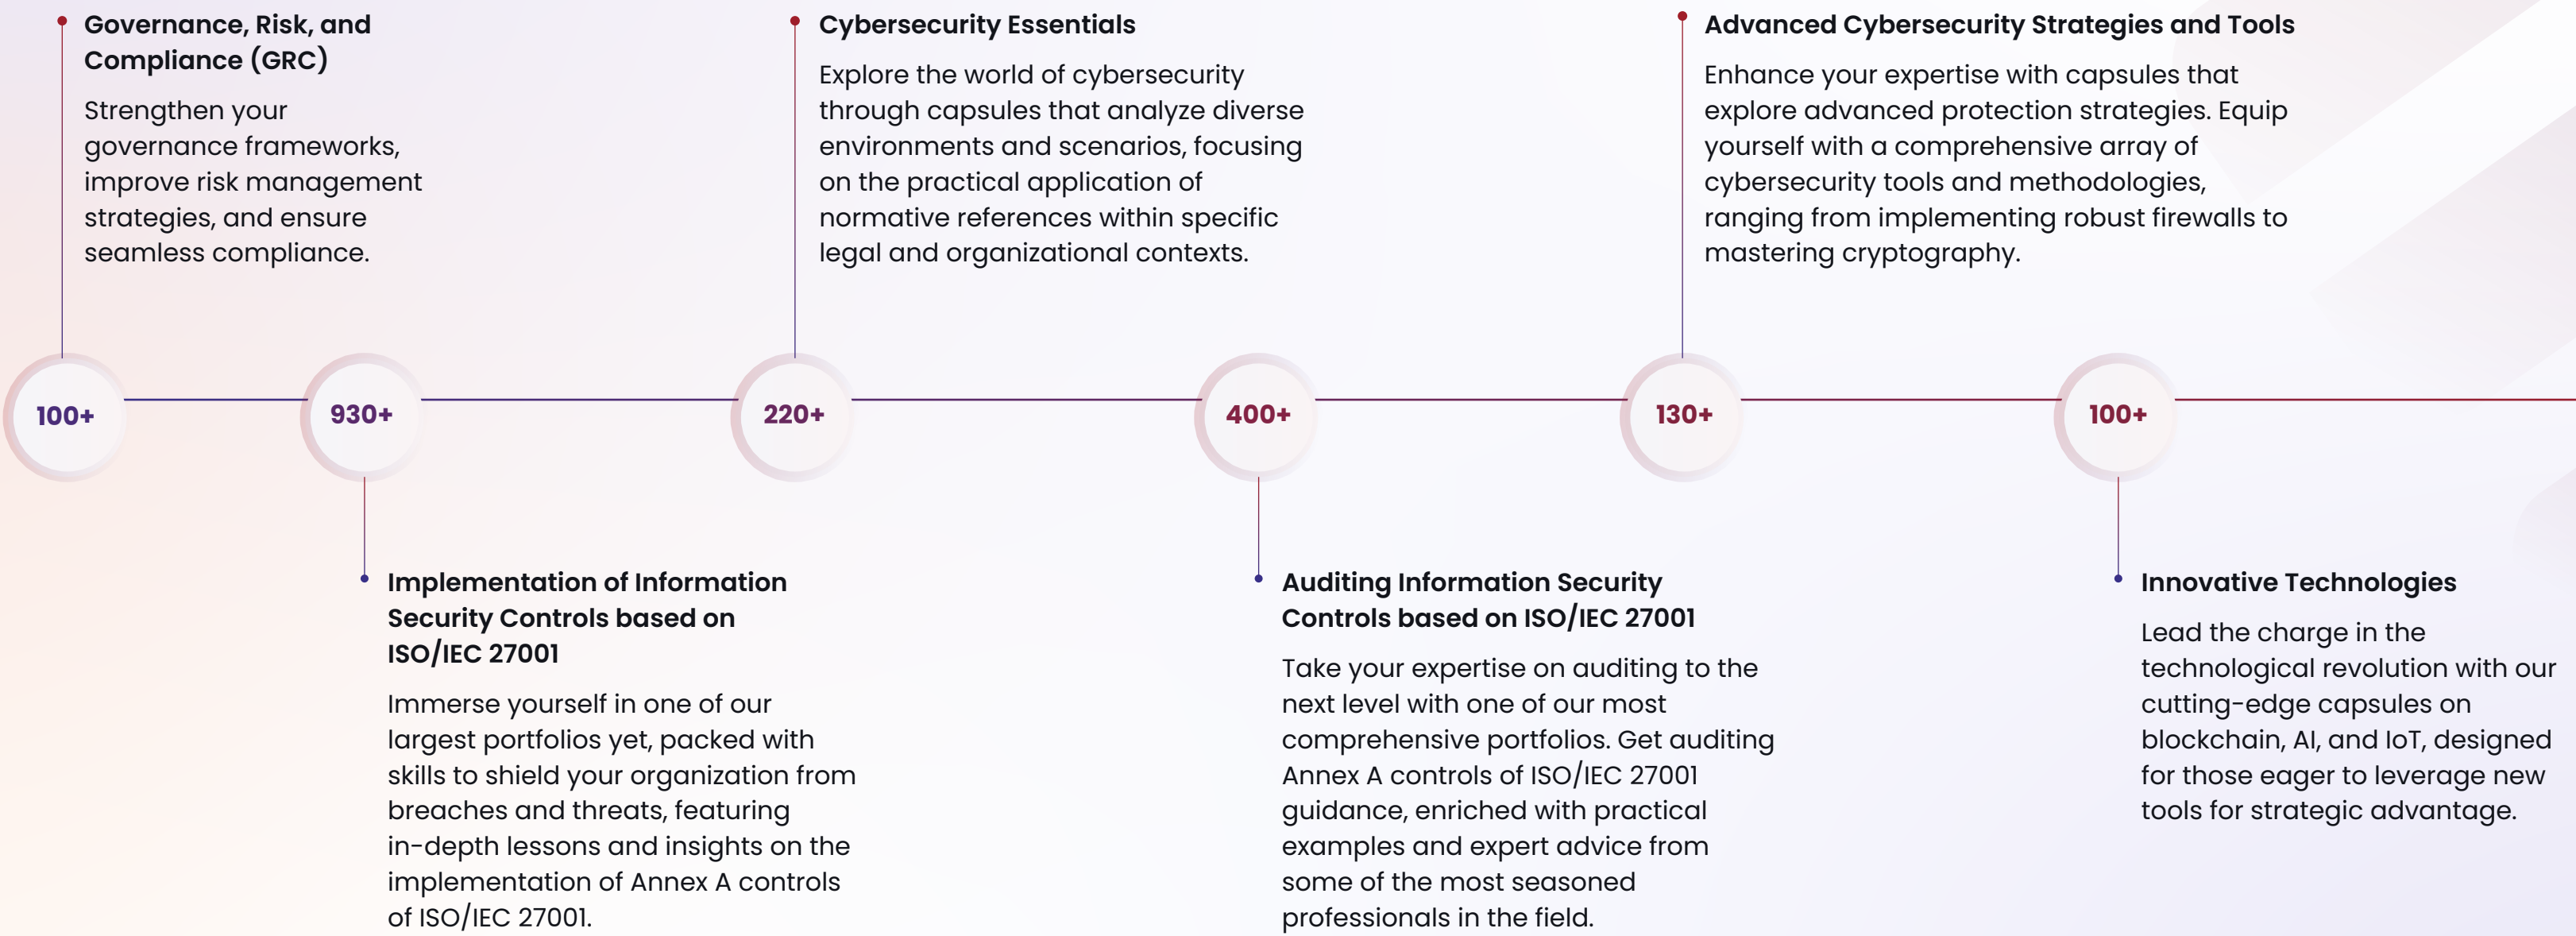 Governance, Risk, and
Compliance (GRC)
Strengthen your
governance frameworks,
improve risk management
strategies, and ensure
seamless compliance.
Cybersecurity Essentials
Explore the world of cybersecurity
through capsules that analyze diverse
environments and scenarios, focusing
on the practical application of
normative references within specific
legal and organizational contexts.
Advanced Cybersecurity Strategies and Tools
Enhance your expertise with capsules that
explore advanced protection strategies. Equip
yourself with a comprehensive array of
cybersecurity tools and methodologies,
ranging from implementing robust firewalls to
mastering cryptography.
100+
930+
220+
400+
130+
100+
Implementation of Information
Security Controls based on
ISO/IEC 27001
Immerse yourself in one of our
largest portfolios yet, packed with
skills to shield your organization from
breaches and threats, featuring
in-depth lessons and insights on the
implementation of Annex A controls
of ISO/IEC 27001.
Auditing Information Security
Controls based on ISO/IEC 27001
Take your expertise on auditing to the
next level with one of our most
comprehensive portfolios. Get auditing
Annex A controls of ISO/IEC 27001
guidance, enriched with practical
examples and expert advice from
some of the most seasoned
professionals in the field.
Innovative Technologies
Lead the charge in the
technological revolution with our
cutting-edge capsules on
blockchain, AI, and IoT, designed
for those eager to leverage new
tools for strategic advantage.